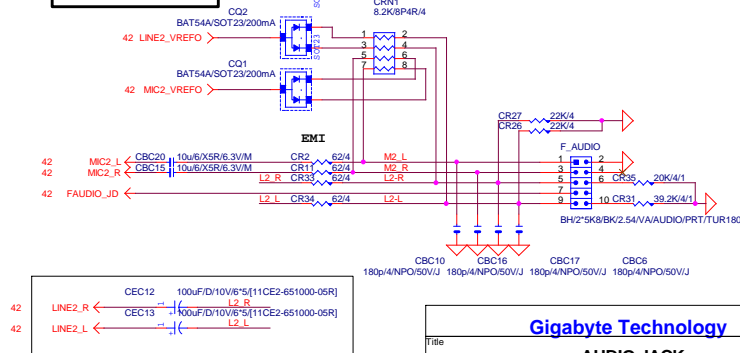 CRN1
8.2K/8P4R/4
CQ2
BAT54A/SOT23/200mA
42 LINE2_VREFO
SOT23
1 2
3 4
5 6
7 8
CQ1
BAT54A/SOT23/200mA
42 MIC2_VREFO
CR27 22K/4
CR26 22K/4
EMI
F_AUDIO
42 MIC2_L CBC20 10u/6/X5R/6.3V/M CR2 62/4 M2_L 1 2
42 MIC2_R CBC15 10u/6/X5R/6.3V/M CR11 62/4 M2_R 3 4
L2_R CR33 62/4 L2-R 5 6 CR35 20K/4/1
42 FAUDIO_JD 7
L2_L CR34 62/4 L2-L 9 10 CR31 39.2K/4/1
BH/2*5K8/BK/2.54/VA/AUDIO/PRT/TUR180
CBC10 CBC16 CBC17 CBC6
180p/4/NPO/50V/J 180p/4/NPO/50V/J 180p/4/NPO/50V/J 180p/4/NPO/50V/J
CEC12 100uF/D/10V/6*5/[11CE2-651000-05R]
42 LINE2_R 1 + L2_R
CEC13 100uF/D/10V/6*5/[11CE2-651000-05R]
42 LINE2_L 1 + L2_L
Gigabyte Technology
Title